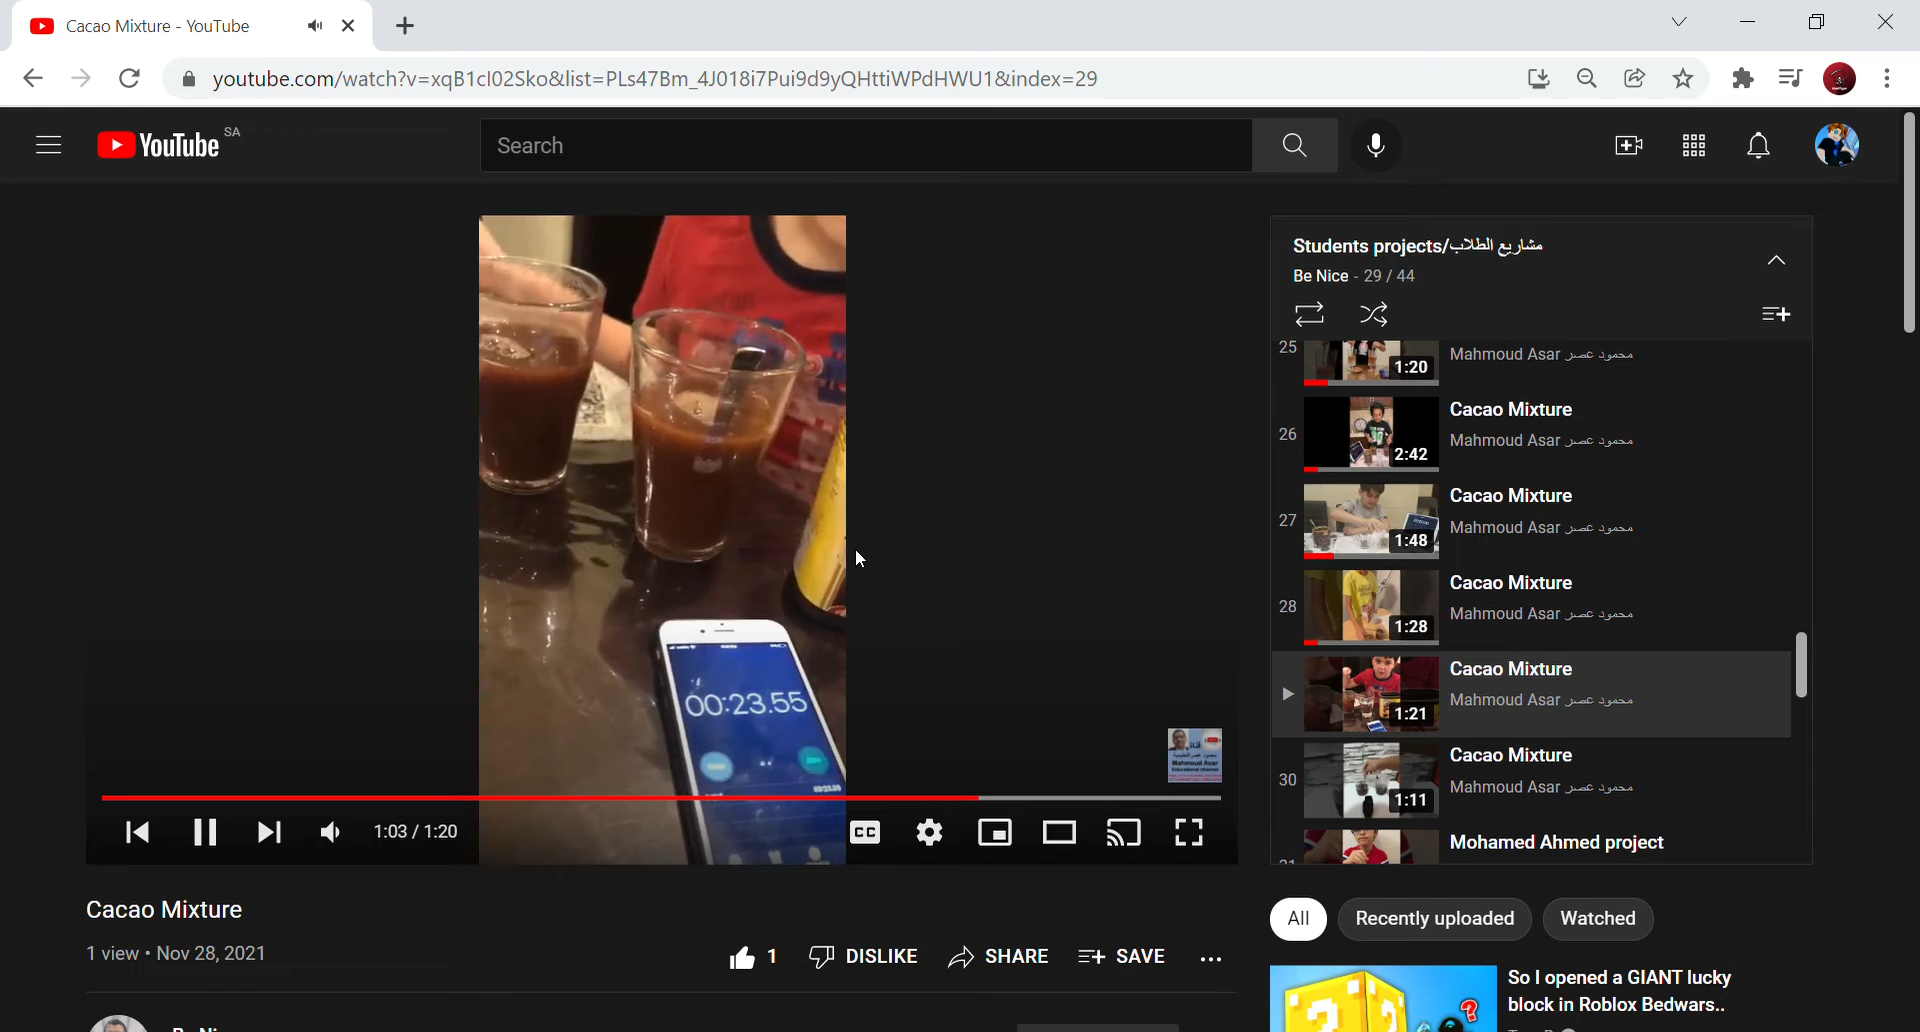 Cacao Mixture - YouTube
youtube.com/watch?v=xqB1cI02Sko&list=PLs47Bm_4J018i7Pui9d9yQHttiWPdHWU1&index=29
YouTube SA
Search
Students projects/مشاريع الطلاب
Be Nice - 29 / 44
25
1:20
Mahmoud Asar محمود عصر
26
2:42
Cacao Mixture
Mahmoud Asar محمود عصر
27
1:48
Cacao Mixture
Mahmoud Asar محمود عصر
28
1:28
Cacao Mixture
Mahmoud Asar محمود عصر
1:21
Cacao Mixture
Mahmoud Asar محمود عصر
30
1:11
Cacao Mixture
Mahmoud Asar محمود عصر
Mohamed Ahmed project
00:23.55
Mahmoud Asar
1:03 / 1:20
CC
Cacao Mixture
1 view • Nov 28, 2021
1
DISLIKE
SHARE
SAVE
All
Recently uploaded
Watched
So I opened a GIANT lucky
block in Roblox Bedwars..